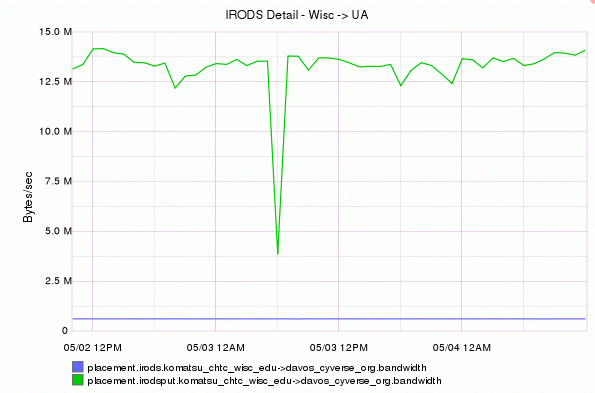 IRODS Detail - Wisc -> UA
15.0 M
12.5 M
10.0 M
7.5 M
5.0 M
2.5 M
0
Bytes/sec
05/02 12PM 05/03 12AM 05/03 12PM 05/04 12AM
placement.irods.komatsu_chtc_wisc_edu->davos_cyverse_org.bandwidth
placement.irodsput.komatsu_chtc_wisc_edu->davos_cyverse_org.bandwidth